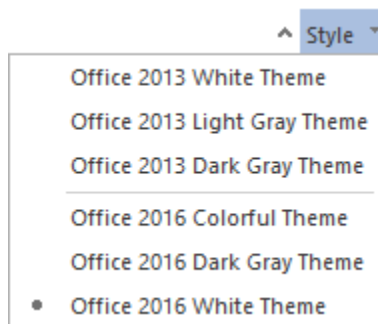 Style
Office 2013 White Theme
Office 2013 Light Gray Theme
Office 2013 Dark Gray Theme
Office 2016 Colorful Theme
Office 2016 Dark Gray Theme
Office 2016 White Theme